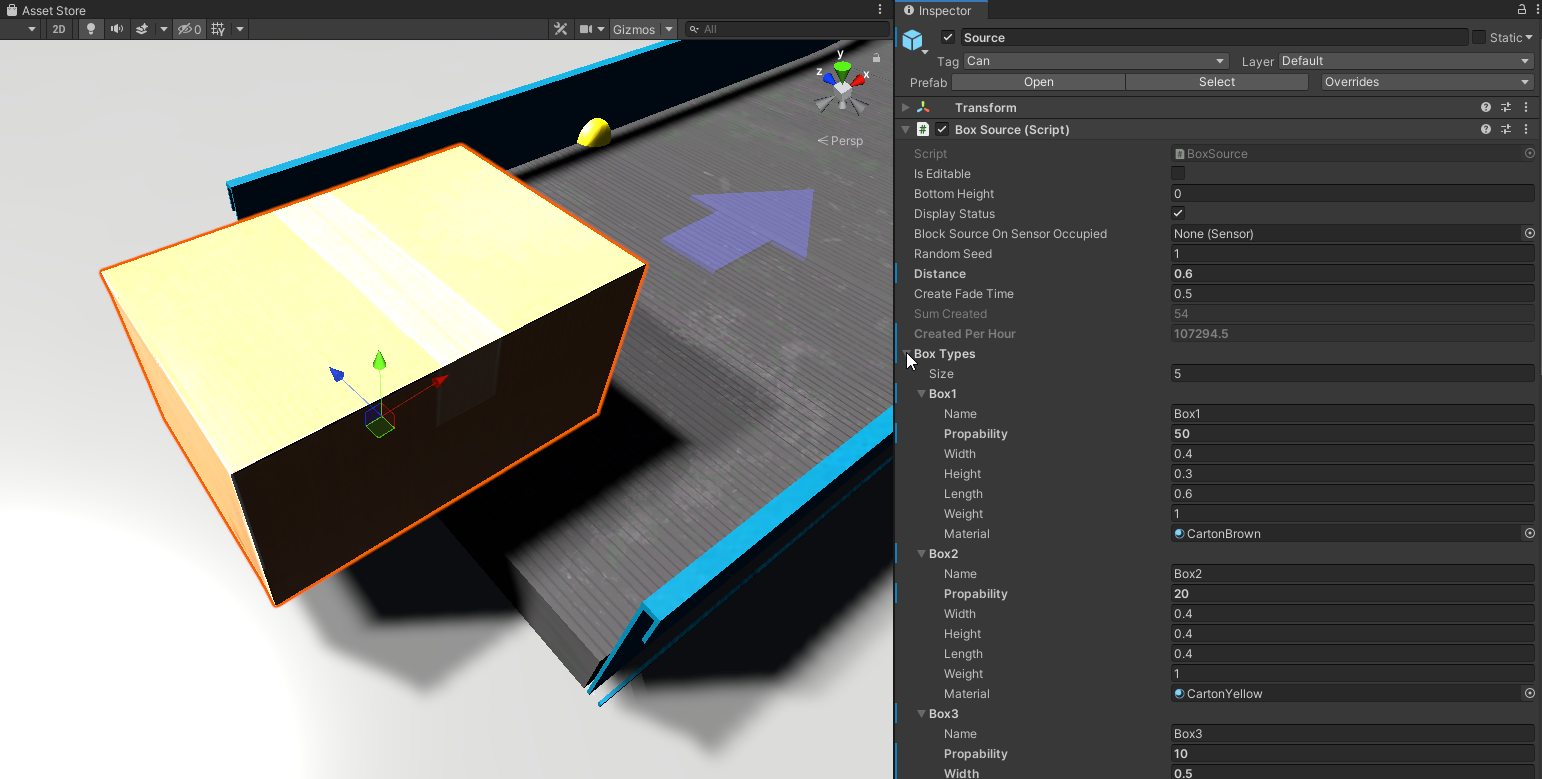 Asset Store
Inspector
2D
0
Gizmos
All
Source
Static
Tag Can Layer Default
Prefab Open Select Overrides
Transform
# Box Source (Script)
Script BoxSource
Is Editable
Bottom Height 0
Display Status
Block Source On Sensor Occupied None (Sensor)
Random Seed 1
Distance 0.6
Create Fade Time 0.5
Sum Created 54
Created Per Hour 107294.5
Box Types
Size 5
Box1
Name Box1
Propability 50
Width 0.4
Height 0.3
Length 0.6
Weight 1
Material CartonBrown
Box2
Name Box2
Propability 20
Width 0.4
Height 0.4
Length 0.4
Weight 1
Material CartonYellow
Box3
Name Box3
Propability 10
Width 0.5
y
z
x
Persp